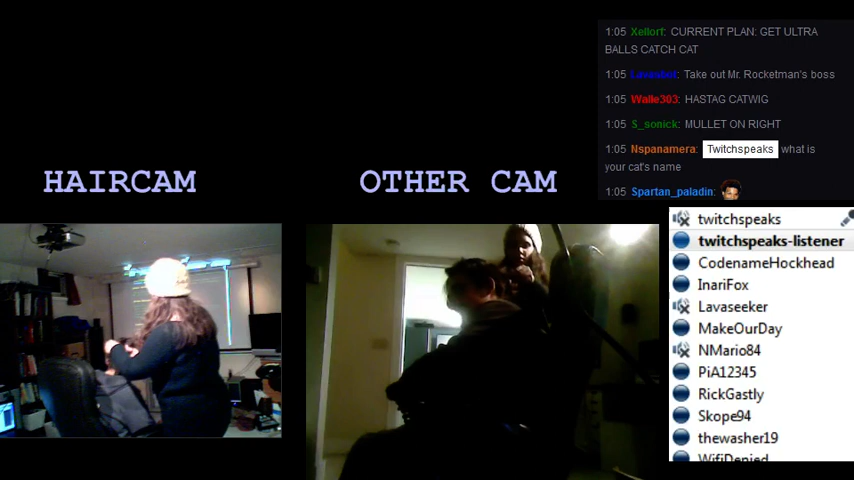 HAIRCAM
OTHER CAM
1:05 Xellorf: CURRENT PLAN: GET ULTRA
BALLS CATCH CAT
1:05 Take out Mr. Rocketman's boss
1:05 Walle303: HASTAG CATWIG
1:05 S_sonick: MULLET ON RIGHT
1:05 Nspanamera: Twitchspeaks what is
your cat's name
1:05 Spartan_paladin:
twitchspeaks
twitchspeaks-listener
CodenameHockhead
InariFox
Lavaseeker
MakeOurDay
NMario84
PiA12345
RickGastly
Skope94
thewasher19
WifiDenied